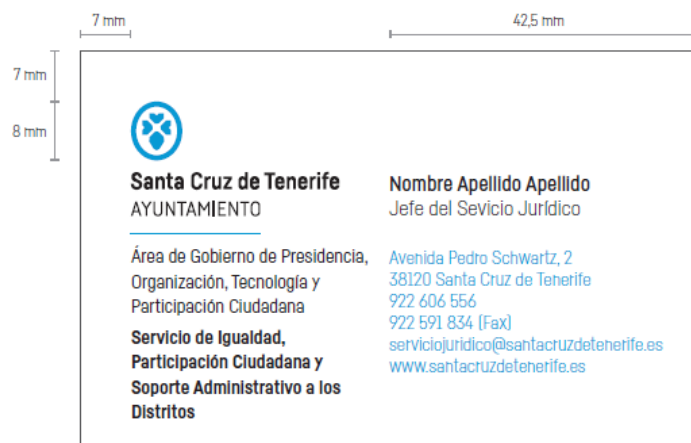 7 mm
42,5 mm
7 mm
8 mm
Santa Cruz de Tenerife
AYUNTAMIENTO
Área de Gobierno de Presidencia,
Organización, Tecnología y
Participación Ciudadana
Servicio de Igualdad,
Participación Ciudadana y
Soporte Administrativo a los
Distritos
Nombre Apellido Apellido
Jefe del Sevicio Jurídico
Avenida Pedro Schwartz, 2
38120 Santa Cruz de Tenerife
922 606 556
922 591 834 (Fax)
serviciojuridico@santacruzdetenerife.es
www.santacruzdetenerife.es